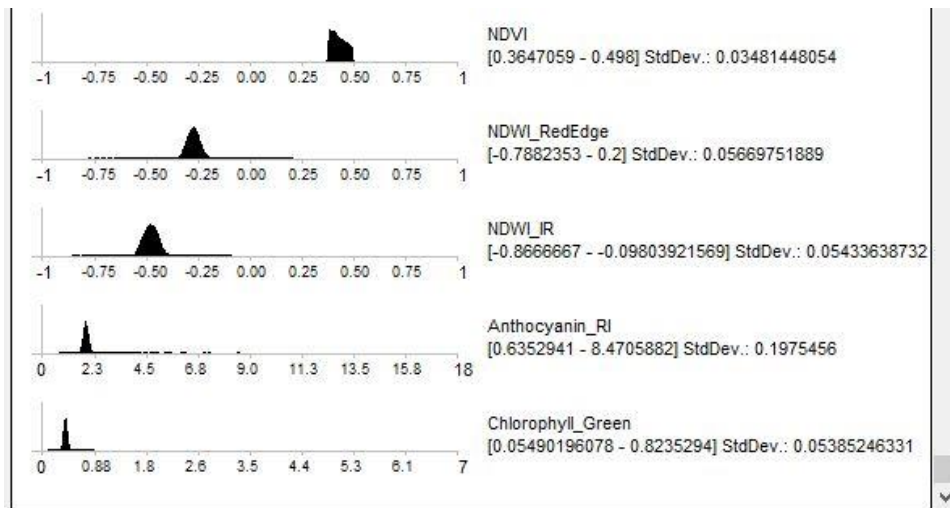 NDVI
[0.3647059 - 0.498] StdDev.: 0.03481448054
-1 -0.75 -0.50 -0.25 0.00 0.25 0.50 0.75 1
NDWI_RedEdge
[-0.7882353 - 0.2] StdDev.: 0.05669751889
-1 -0.75 -0.50 -0.25 0.00 0.25 0.50 0.75 1
NDWI_IR
[-0.8666667 - -0.09803921569] StdDev.: 0.05433638732
-1 -0.75 -0.50 -0.25 0.00 0.25 0.50 0.75 1
Anthocyanin_RI
[0.6352941 - 8.4705882] StdDev.: 0.1975456
0 2.3 4.5 6.8 9.0 11.3 13.5 15.8 18
Chlorophyll_Green
[0.05490196078 - 0.8235294] StdDev.: 0.05385246331
0 0.88 1.8 2.6 3.5 4.4 5.3 6.1 7